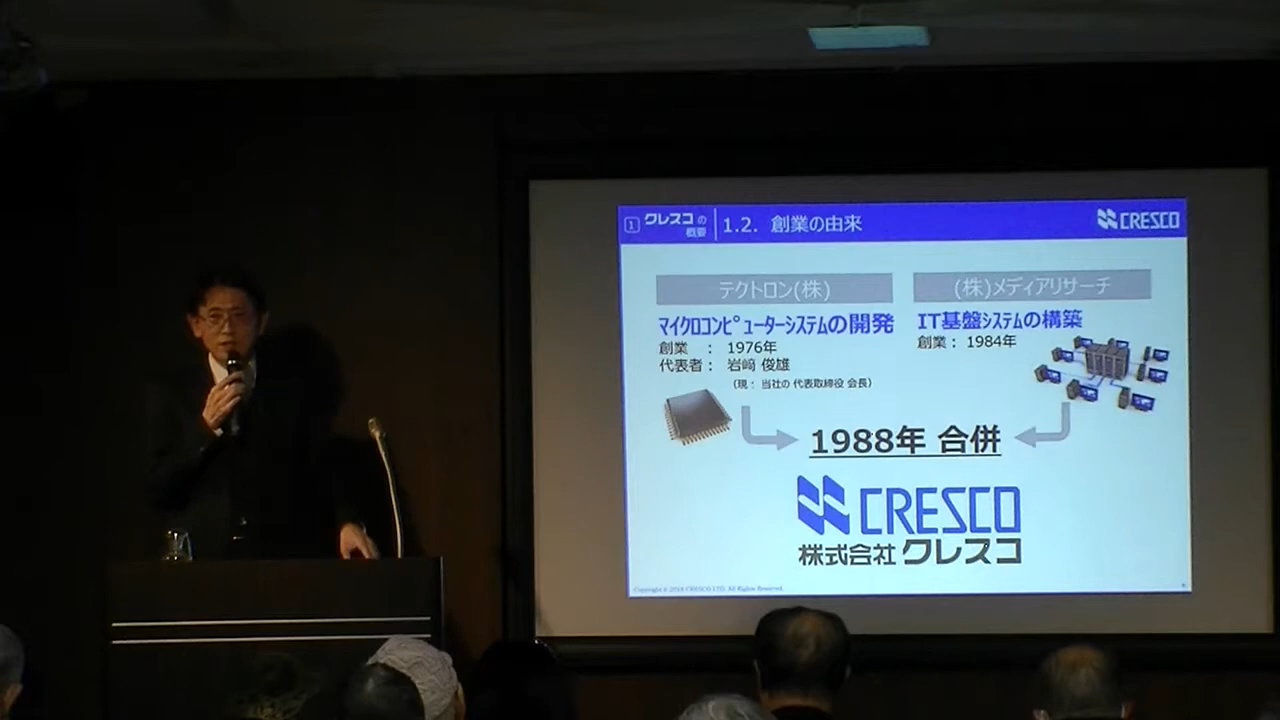 1 クレスコの概要
1.2. 創業の由来
CRESCO
テクトロン(株)
マイクロコンピューターシステムの開発
創業 : 1976年
代表者: 岩﨑 俊雄
(現: 当社の 代表取締役 会長)
(株)メディアリサーチ
IT基盤システムの構築
創業: 1984年
1988年 合併
CRESCO
株式会社 クレスコ